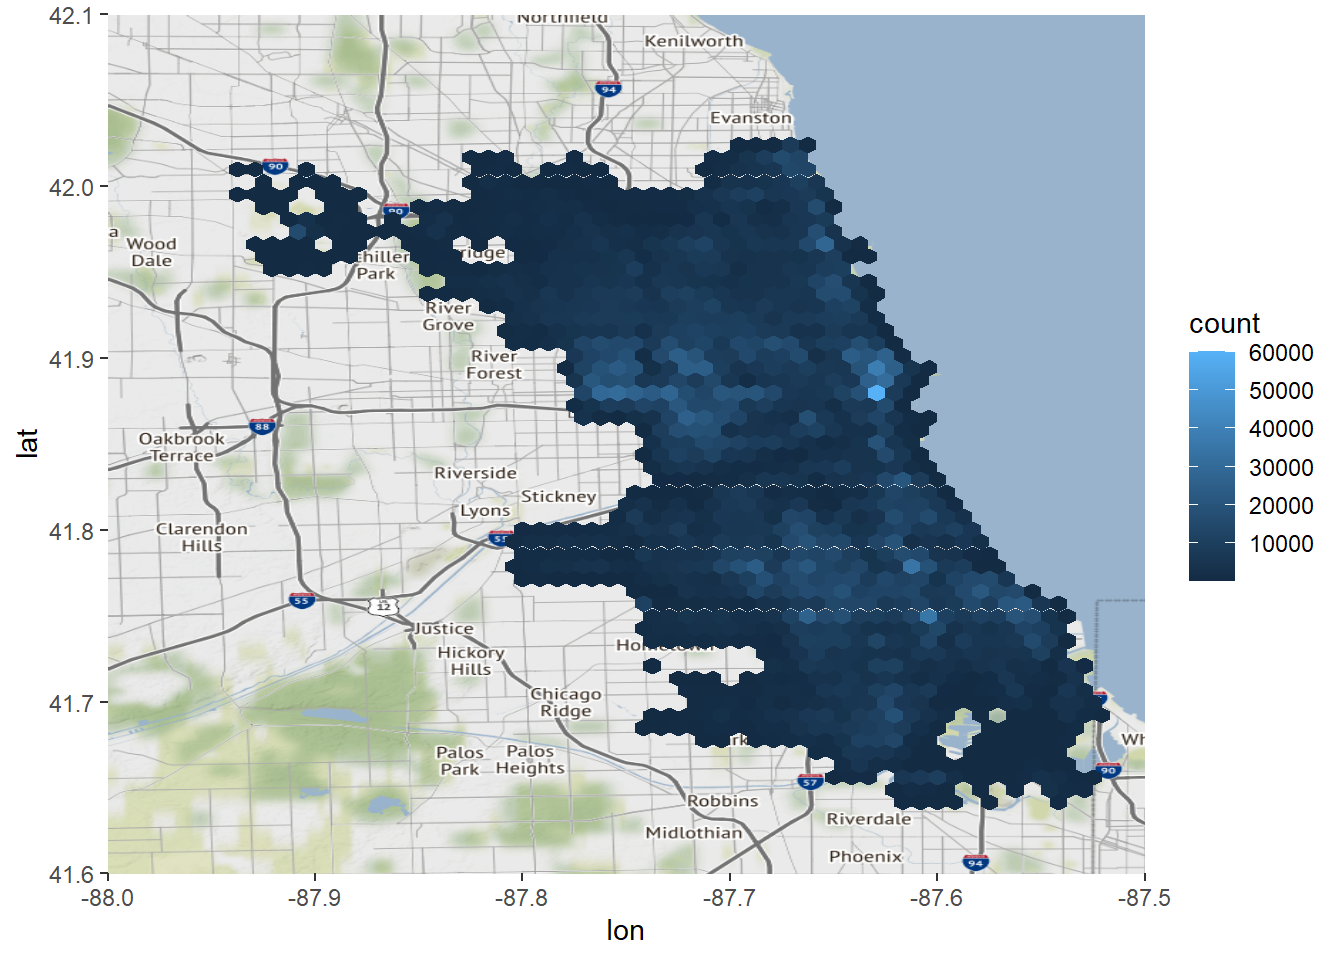 42.1
42.0
41.9
41.8
41.7
41.6
lat
-88.0
-87.9
-87.8
-87.7
-87.6
-87.5
lon
Northfield
Kenilworth
94
Evanston
90
90
a
Wood
Dale
chiller
Park
ridge
River
Grove
River
Forest
88
Oakbrook
Terrace
Riverside
Stickney
Lyons
Clarendon
Hills
55
55
12
Justice
Hickory
Hills
Hometown
Chicago
Ridge
rk
Palos
Park
Palos
Heights
Wh
90
57
Robbins
Midlothian
Riverdale
Phoenix
94
count
60000
50000
40000
30000
20000
10000